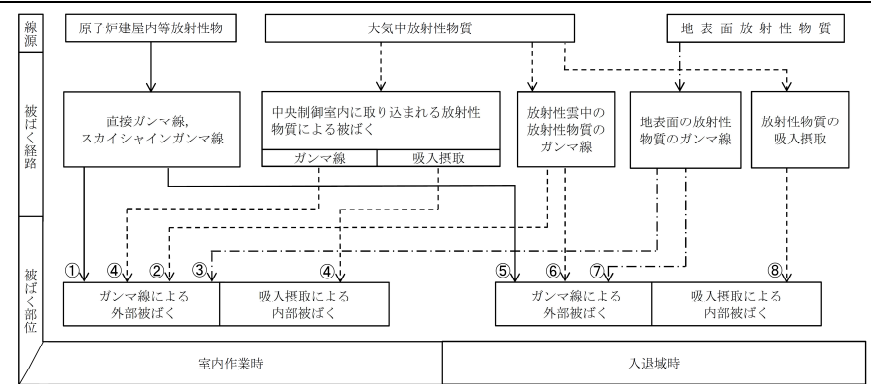 線源
原了炉建屋内等放射性物
大気中放射性物質
地表面放射性物質
被ばく経路
直接ガンマ線，
スカイシャインガンマ線
中央制御室内に取り込まれる放射性
物質による被ばく
ガンマ線
吸入摂取
放射性雲中の
放射性物質の
ガンマ線
地表面の放射性
物質のガンマ線
放射性物質の
吸入摂取
被ばく部位
①
④
②
③
④
⑤
⑥
⑦
⑧
ガンマ線による
外部被ばく
吸入摂取による
内部被ばく
ガンマ線による
外部被ばく
吸入摂取による
内部被ばく
室内作業時
入退域時